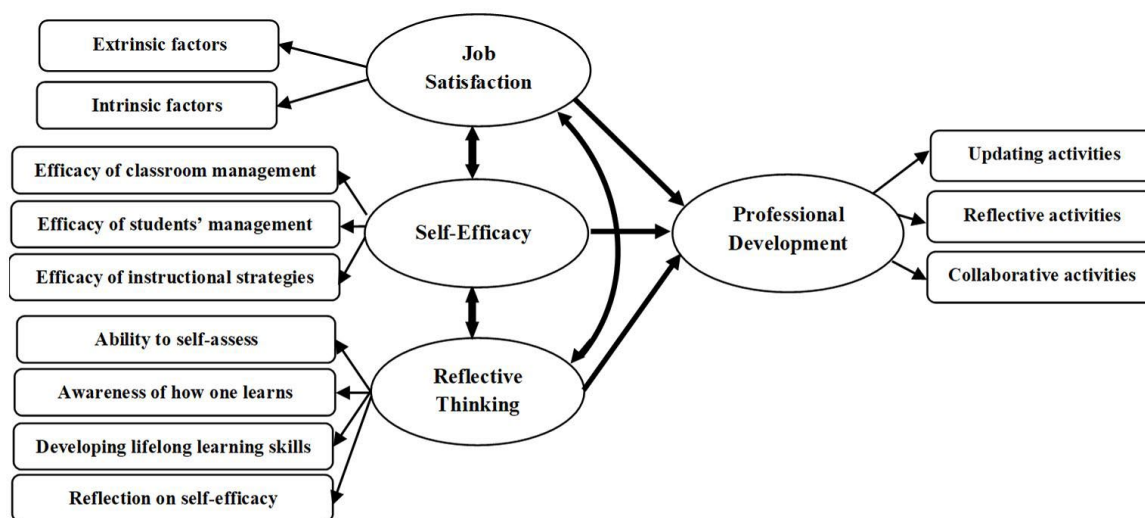 Extrinsic factors
Intrinsic factors
Efficacy of classroom management
Efficacy of students’ management
Efficacy of instructional strategies
Ability to self-assess
Awareness of how one learns
Developing lifelong learning skills
Reflection on self-efficacy
Job
Satisfaction
Self-Efficacy
Reflective
Thinking
Professional
Development
Updating activities
Reflective activities
Collaborative activities